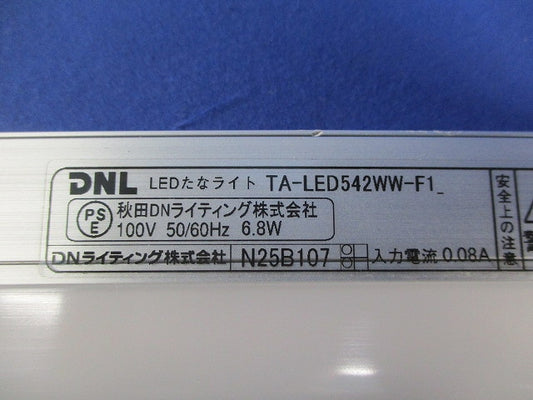 DNL LEDたなライト TA-LED542WW-F1_
PSE 秋田DNライティング株式会社
100V 50/60Hz 6.8W
DNライティング株式会社 N25B107 入力電流 0.08A
安全上の注意